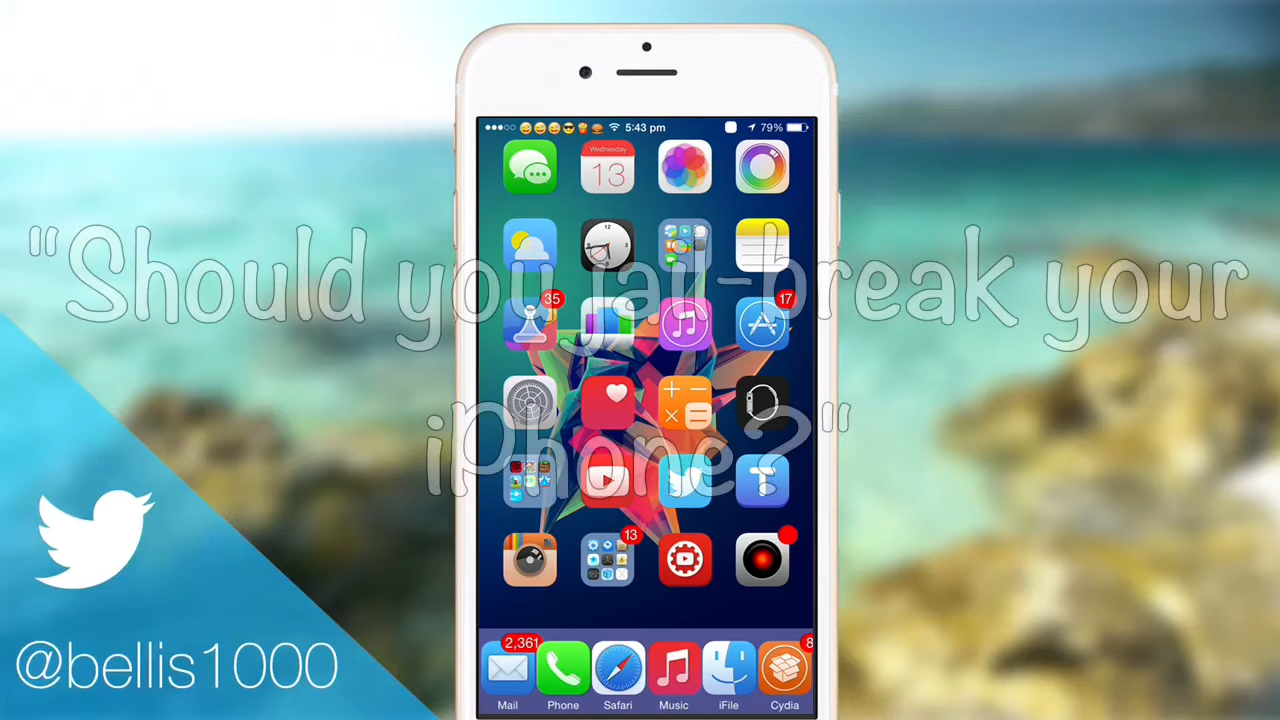 5:43 pm
79%
Wednesday
13
12
"Should you jail-break your
35
17
iPhone?"
13
2,361
8
Mail Phone Safari Music iFile Cydia
@bellis1000